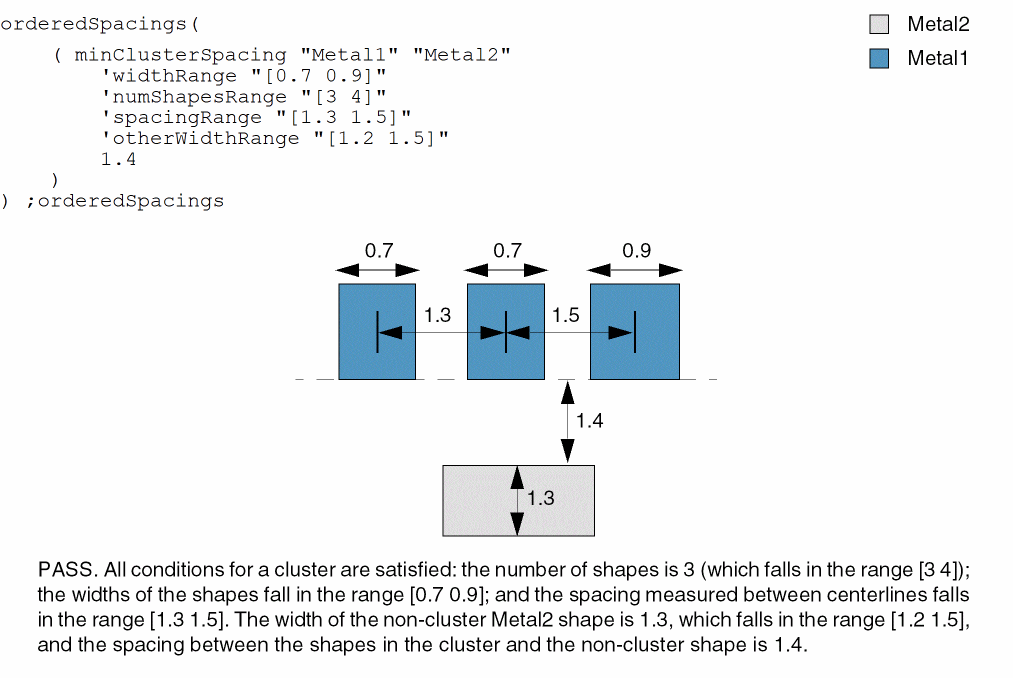 orderedSpacings(
( minClusterSpacing "Metal1" "Metal2"
'widthRange "[0.7 0.9]"
'numShapesRange "[3 4]"
'spacingRange "[1.3 1.5]"
'otherWidthRange "[1.2 1.5]"
1.4
)
) ;orderedSpacings
Metal2
Metal1
0.7 0.7 0.9
1.3 1.5
1.4
1.3
PASS. All conditions for a cluster are satisfied: the number of shapes is 3 (which falls in the range [3 4]);
the widths of the shapes fall in the range [0.7 0.9]; and the spacing measured between centerlines falls
in the range [1.3 1.5]. The width of the non-cluster Metal2 shape is 1.3, which falls in the range [1.2 1.5],
and the spacing between the shapes in the cluster and the non-cluster shape is 1.4.